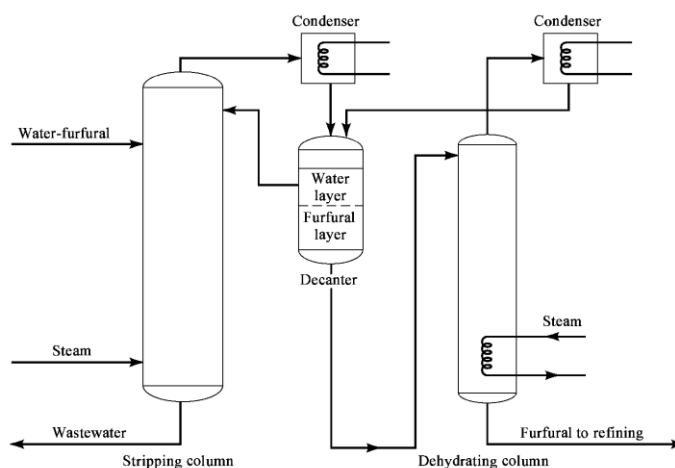 Condenser
Condenser
Water-furfural
Water
layer
Furfural
layer
Decanter
Steam
Steam
Wastewater
Stripping column
Dehydrating column
Furfural to refining